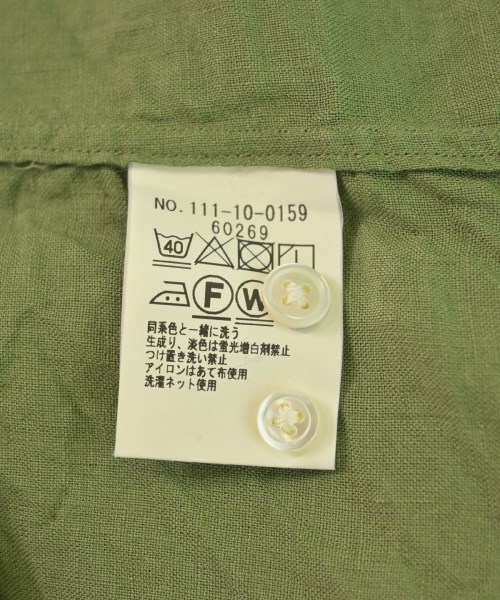 NO. 111-10-0159
60269
40
F W
同系色と一緒に洗う
生成り、淡色は蛍光増白剤禁止
つけ置き洗い禁止
アイロンはあて布使用
洗濯ネット使用